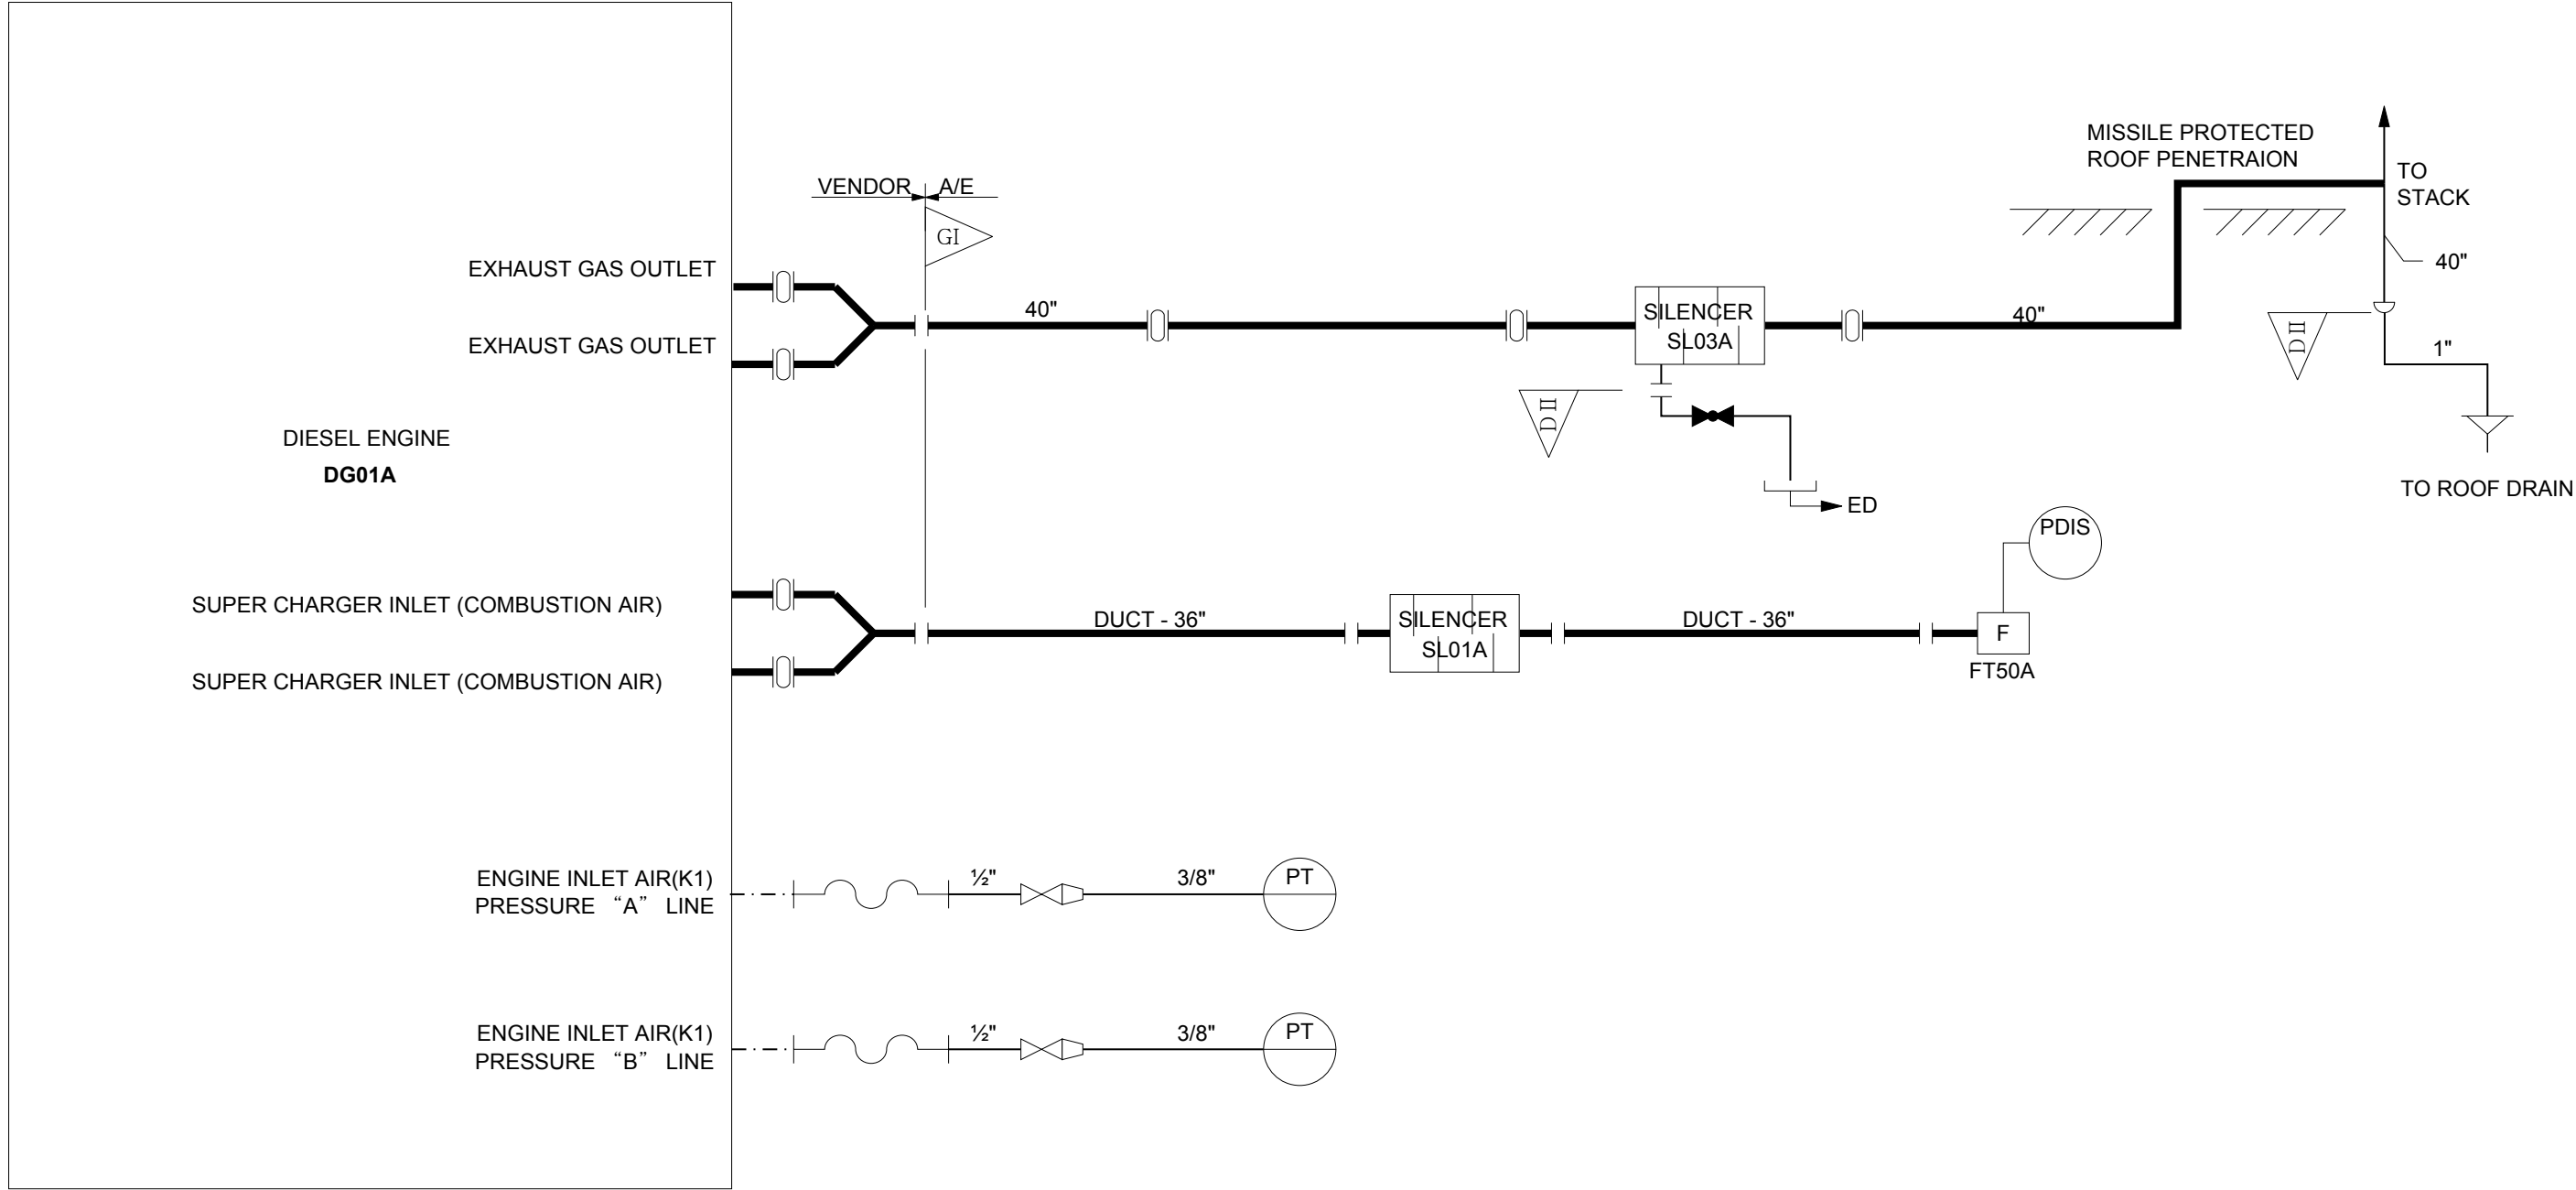 MISSILE PROTECTED
ROOF PENETRAION
TO
STACK
VENDOR
A/E
GI
EXHAUST GAS OUTLET
40"
40"
40"
SILENCER
SL03A
EXHAUST GAS OUTLET
D II
1"
D II
DIESEL ENGINE
DG01A
TO ROOF DRAIN
ED
PDIS
SUPER CHARGER INLET (COMBUSTION AIR)
DUCT - 36"
SILENCER
SL01A
DUCT - 36"
F
FT50A
SUPER CHARGER INLET (COMBUSTION AIR)
ENGINE INLET AIR(K1)
PRESSURE “A” LINE
½"
3/8"
PT
ENGINE INLET AIR(K1)
PRESSURE “B” LINE
½"
3/8"
PT